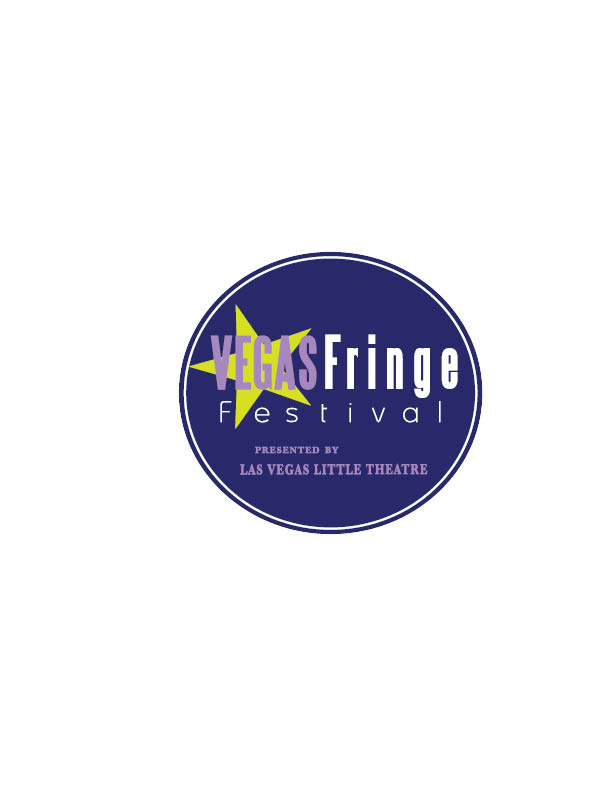 VEGASFringe
Festival
PRESENTED BY
LAS VEGAS LITTLE THEATRE